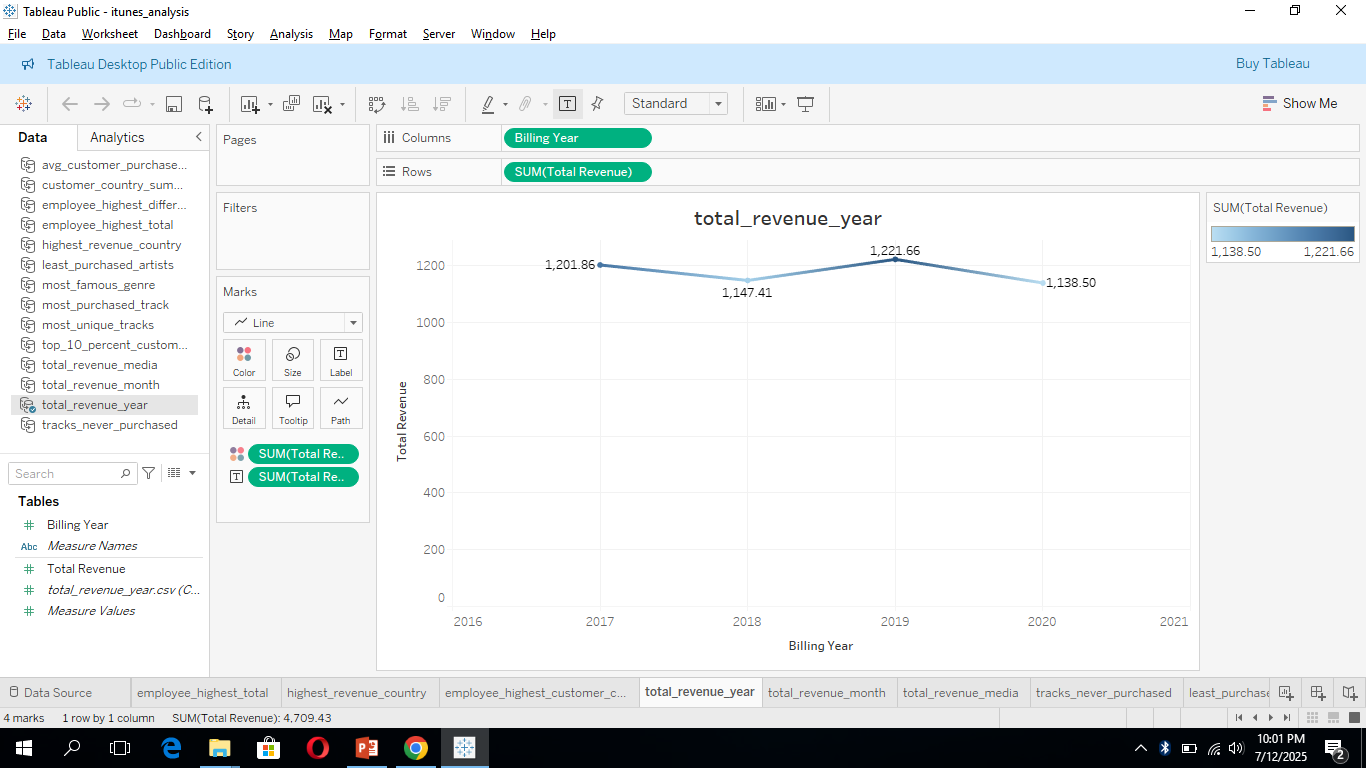 Tableau Public - itunes_analysis
File Data Worksheet Dashboard Story Analysis Map Format Server Window Help
Tableau Desktop Public Edition
Buy Tableau
Standard
Show Me
Data
Analytics
avg_customer_purchase...
customer_country_sum...
employee_highest_differ...
employee_highest_total
highest_revenue_country
least_purchased_artists
most_famous_genre
most_purchased_track
most_unique_tracks
top_10_percent_custom...
total_revenue_media
total_revenue_month
total_revenue_year
tracks_never_purchased
Search
Tables
Billing Year
Abc Measure Names
Total Revenue
total_revenue_year.csv (C...
Measure Values
Pages
Filters
Marks
Line
Color
Size
Label
Detail
Tooltip
Path
SUM(Total Re..
SUM(Total Re..
Columns
Billing Year
Rows
SUM(Total Revenue)
total_revenue_year
1200
1000
800
600
400
200
0
Total Revenue
1,201.86
1,147.41
1,221.66
1,138.50
2016
2017
2018
2019
2020
2021
Billing Year
SUM(Total Revenue)
1,138.50
1,221.66
Data Source
employee_highest_total
highest_revenue_country
employee_highest_customer_c...
total_revenue_year
total_revenue_month
total_revenue_media
tracks_never_purchased
least_purchase
4 marks
1 row by 1 column
SUM(Total Revenue): 4,709.43
10:01 PM
7/12/2025
2